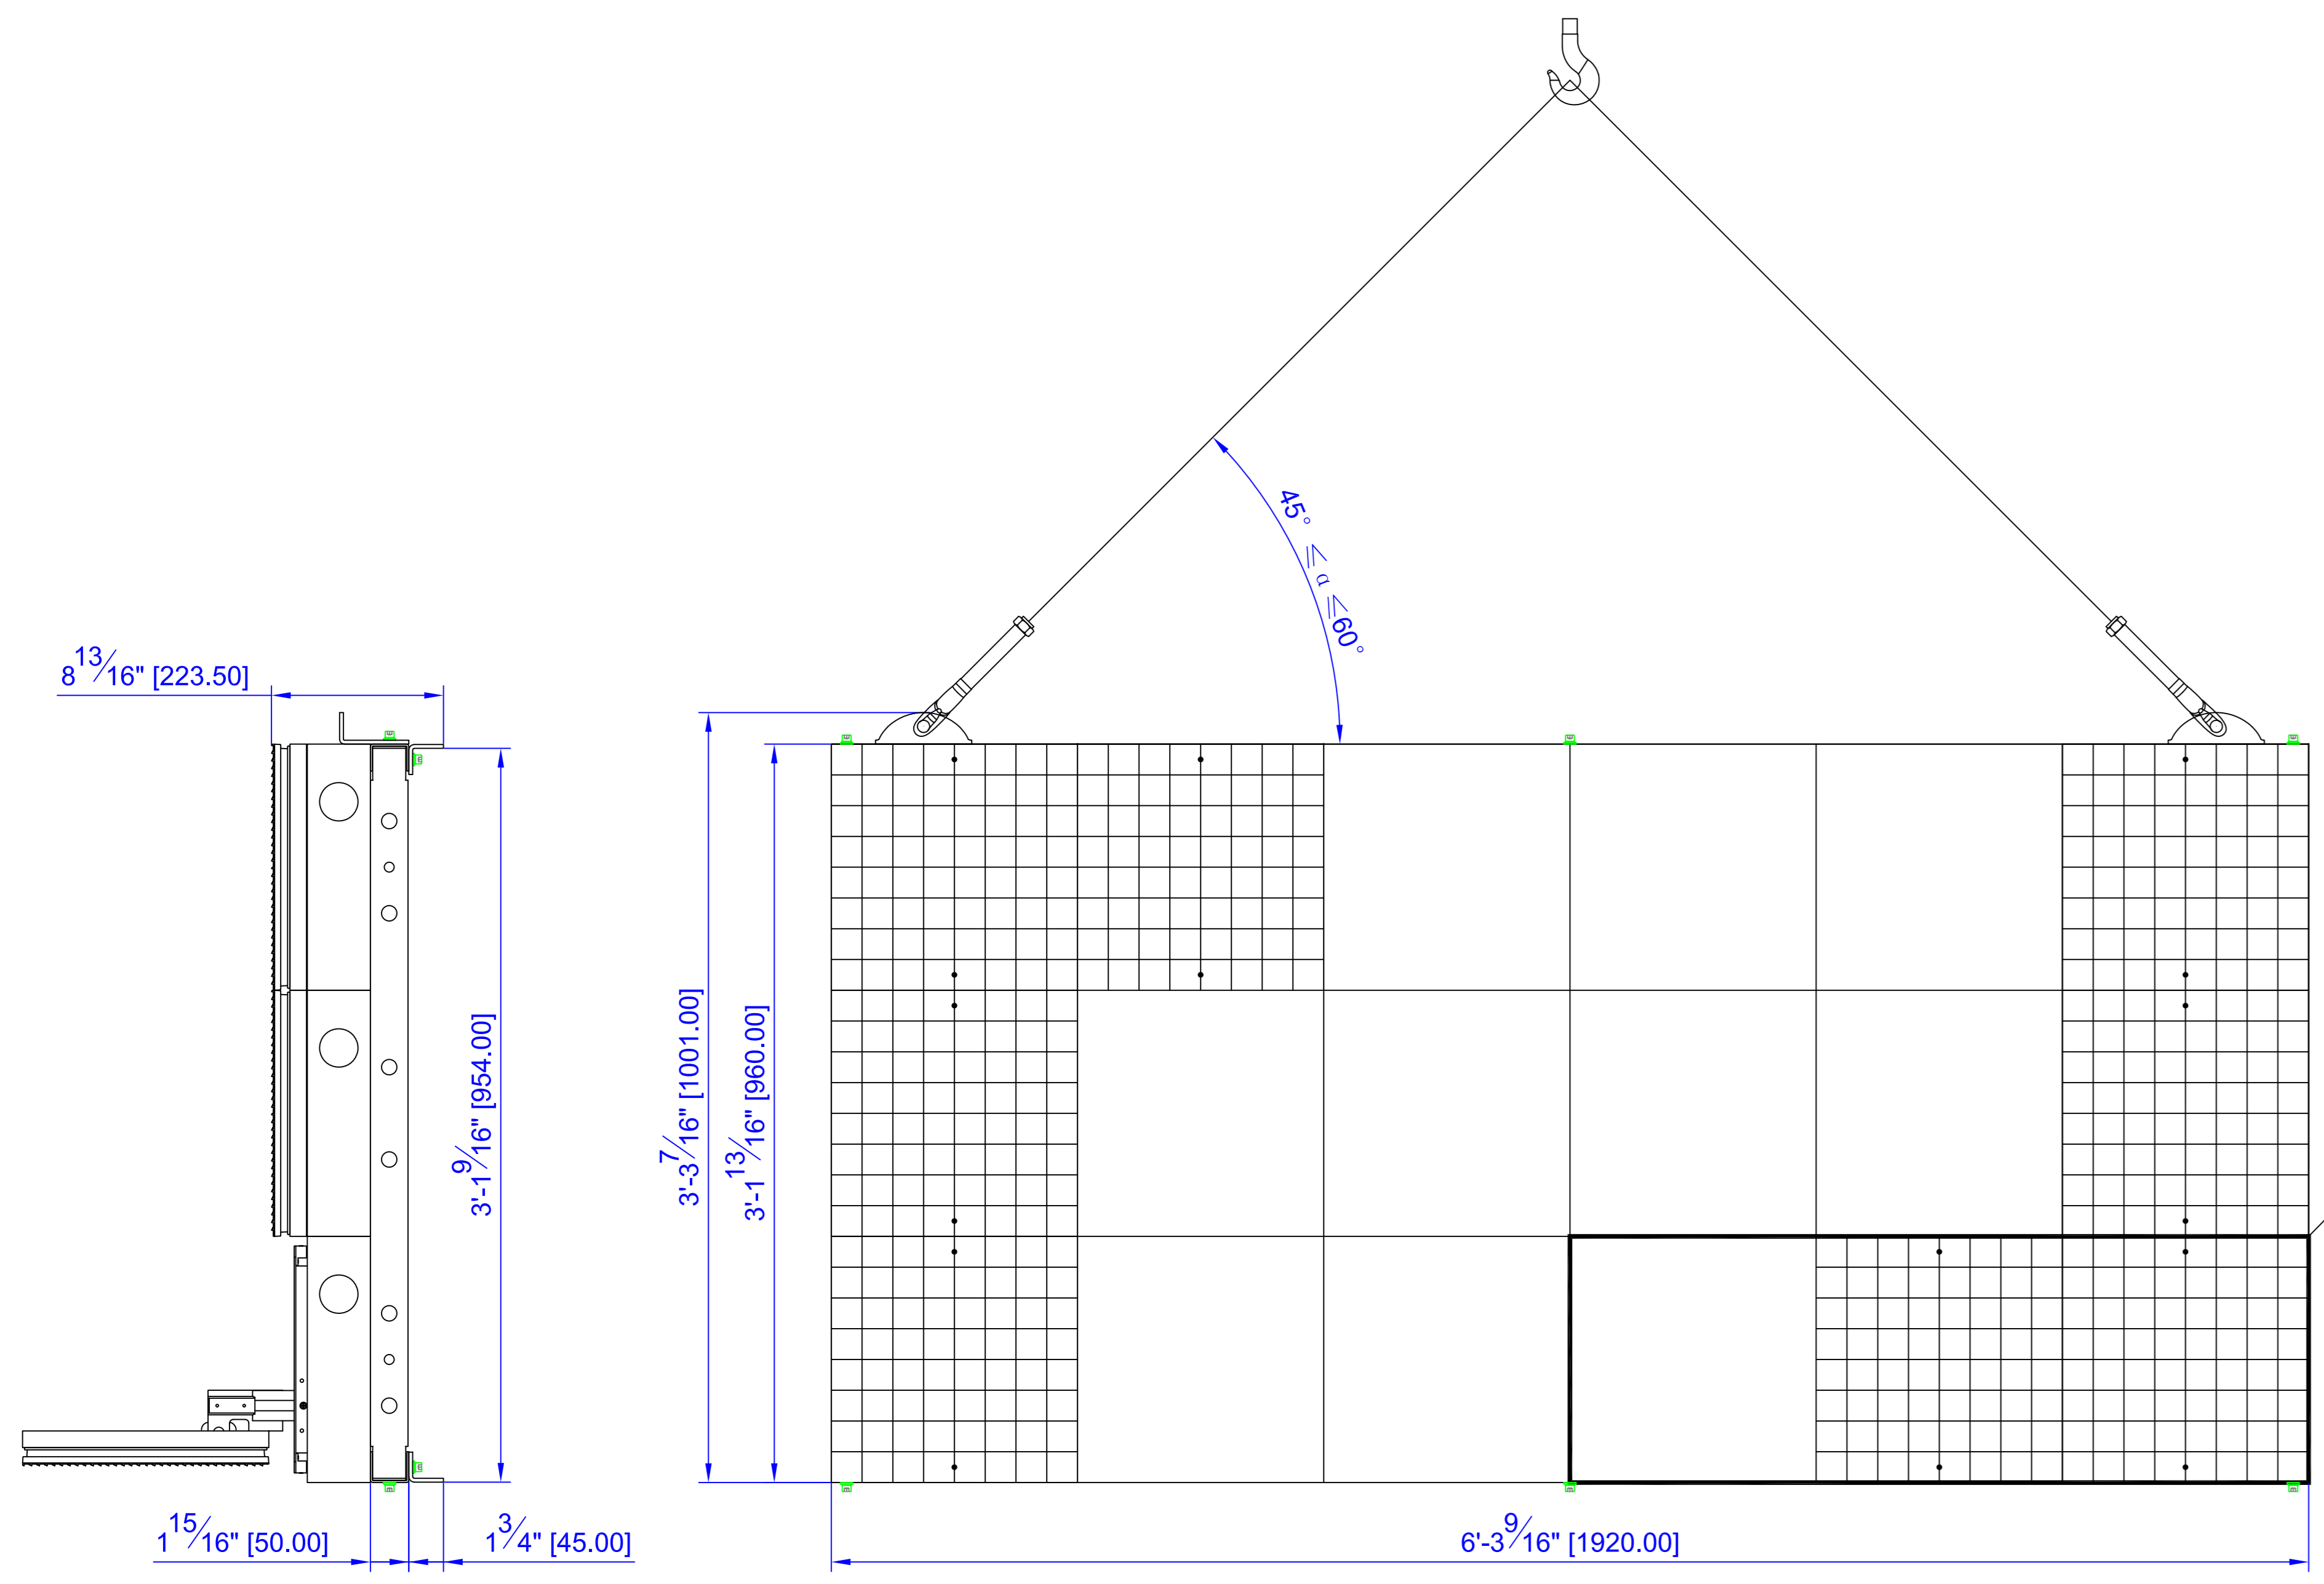 45° ≤ α ≤60°
8 13/16" [223.50]
3'-1 9/16" [954.00]
3'-3 7/16" [1001.00]
3'-1 13/16" [960.00]
1 15/16" [50.00]
1 3/4" [45.00]
6'-3 9/16" [1920.00]